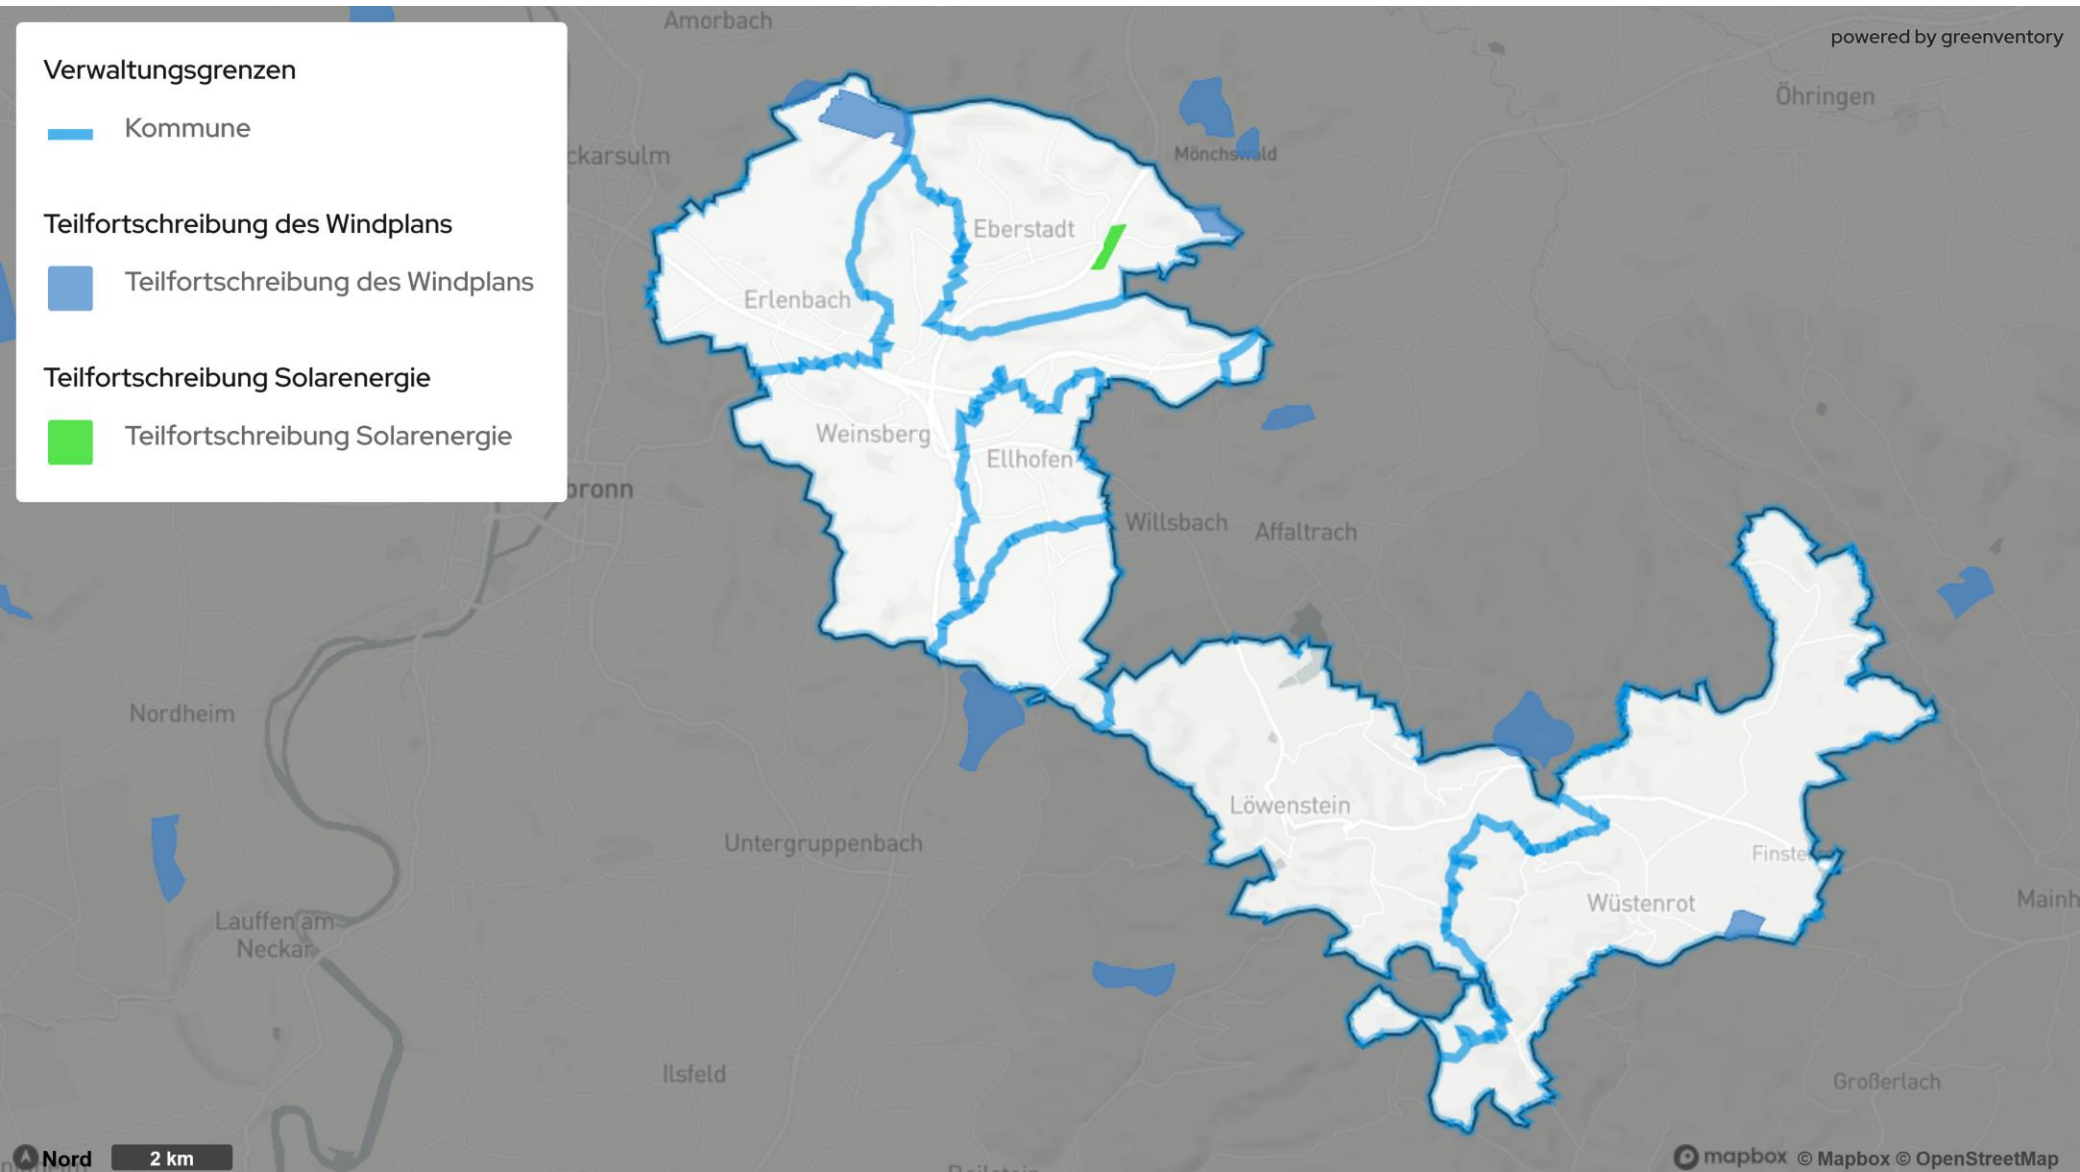 Verwaltungsgrenzen
Kommune
Teilfortschreibung des Windplans
Teilfortschreibung des Windplans
Teilfortschreibung Solarenergie
Teilfortschreibung Solarenergie
powered by greenventory
Amorbach
Öhringen
ckarsulm
Mönchswald
Eberstadt
Erlenbach
Weinsberg
Ellhofen
bronn
Willsbach
Affaltrach
Nordheim
Löwenstein
Untergruppenbach
Finste
Wüstenrot
Mainh
Lauffen am
Neckar
Ilsfeld
Großerlach
Nord
2 km
mapbox © Mapbox © OpenStreetMap